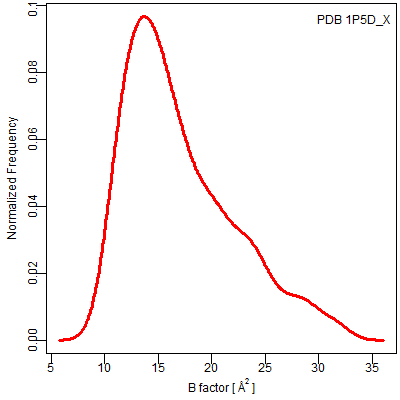 PDB 1P5D_X
Normalized Frequency
0.00 0.02 0.04 0.06 0.08 0.1
5 10 15 20 25 30 35
B factor [ Å2 ]